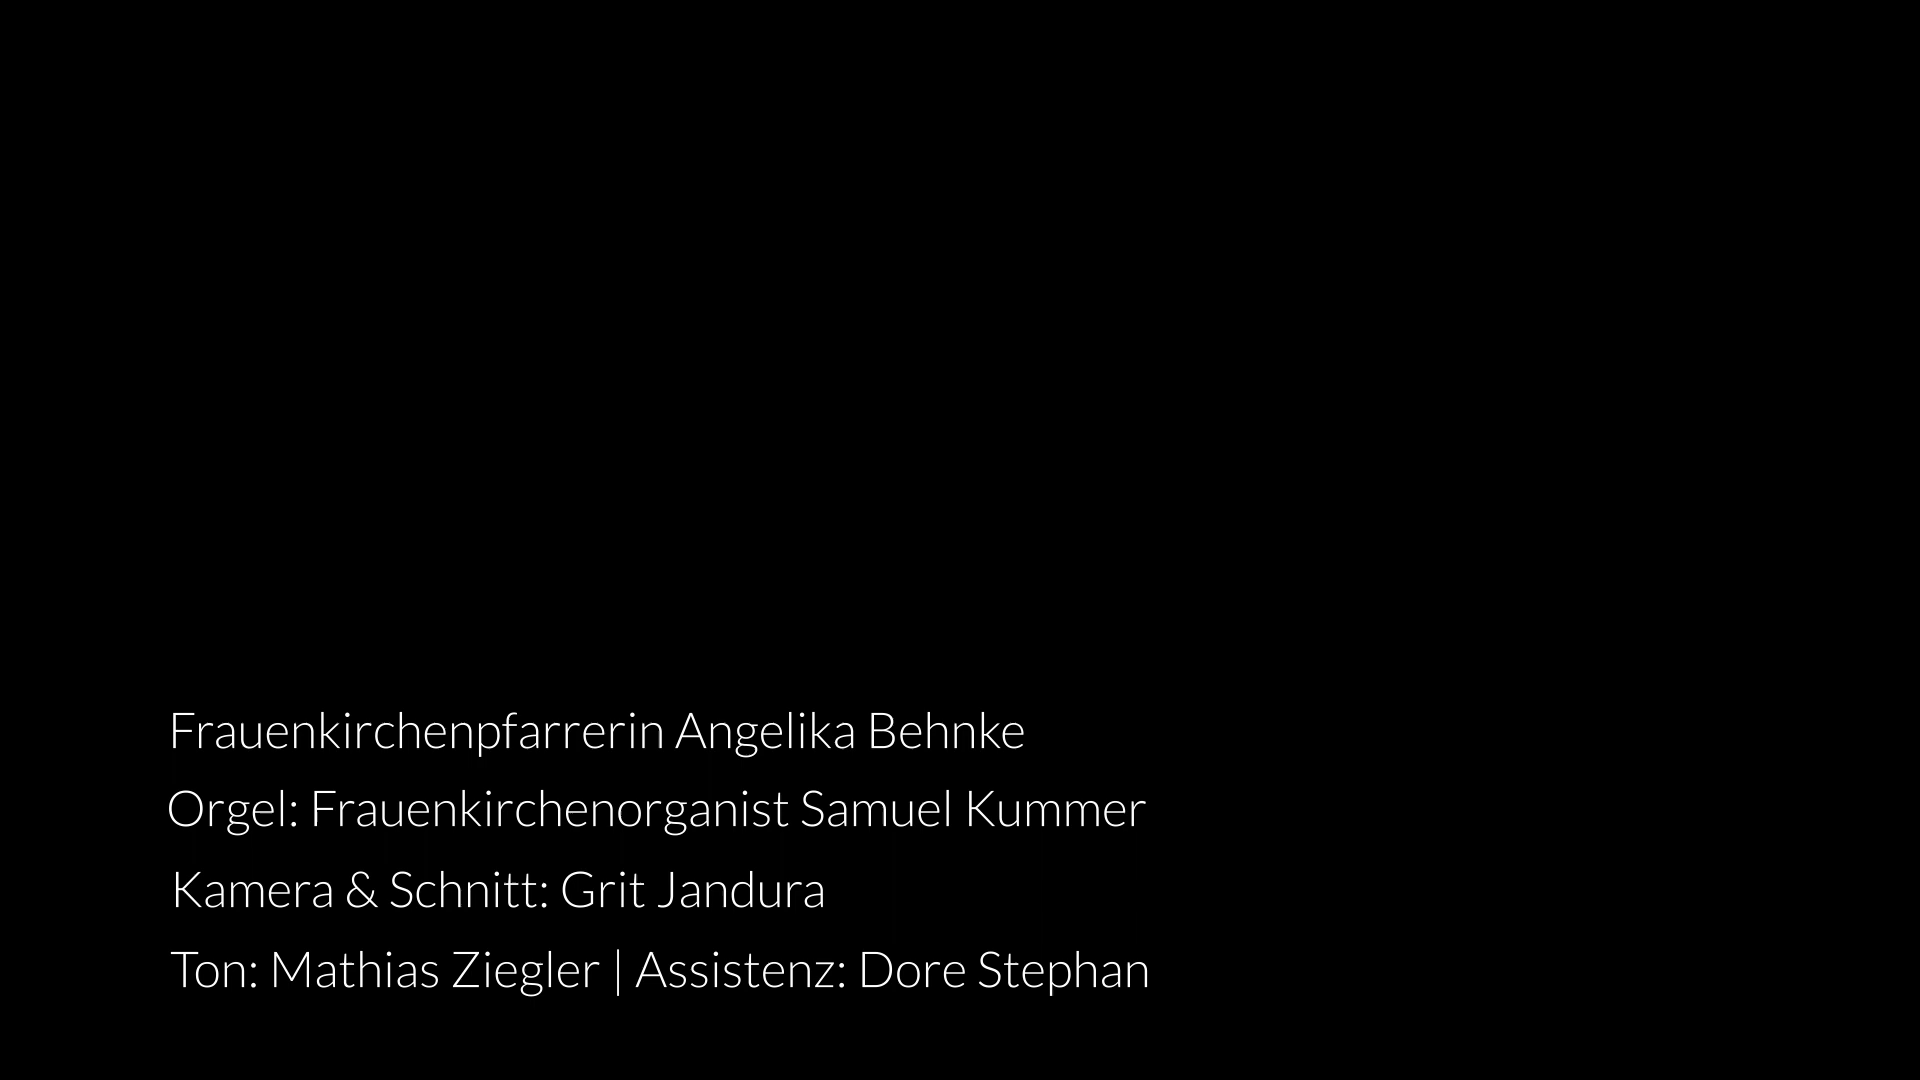 Frauenkirchenpfarrerin Angelika Behnke
Orgel: Frauenkirchenorganist Samuel Kummer
Kamera & Schnitt: Grit Jandura
Ton: Mathias Ziegler | Assistenz: Dore Stephan